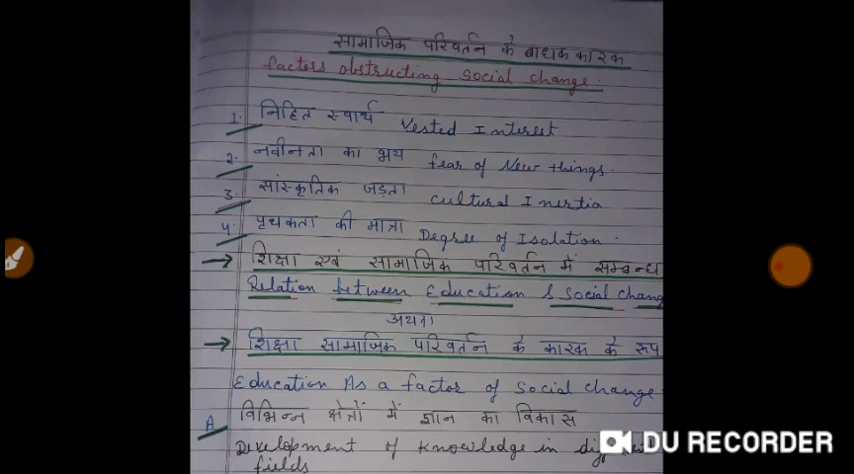 सामाजिक परिवर्तन के बाधक कारक
factors obstructing Social Change.
1. निहित स्वार्थ Vested Interest
2. नवीनता का भय fear of New things.
3. सांस्कृतिक जड़ता Cultural Inertia
4. पृथकता की मात्रा Degree of Isolation.
→ शिक्षा एवं सामाजिक परिवर्तन में सम्बन्ध
Relation between Education & Social Chang
अथवा
→ शिक्षा सामाजिक परिवर्तन के कारक के रूप
Education As a factor of Social Change
A विभिन्न क्षेत्रों में ज्ञान का विकास
Development of Knowledge in
fields
DU RECORDER